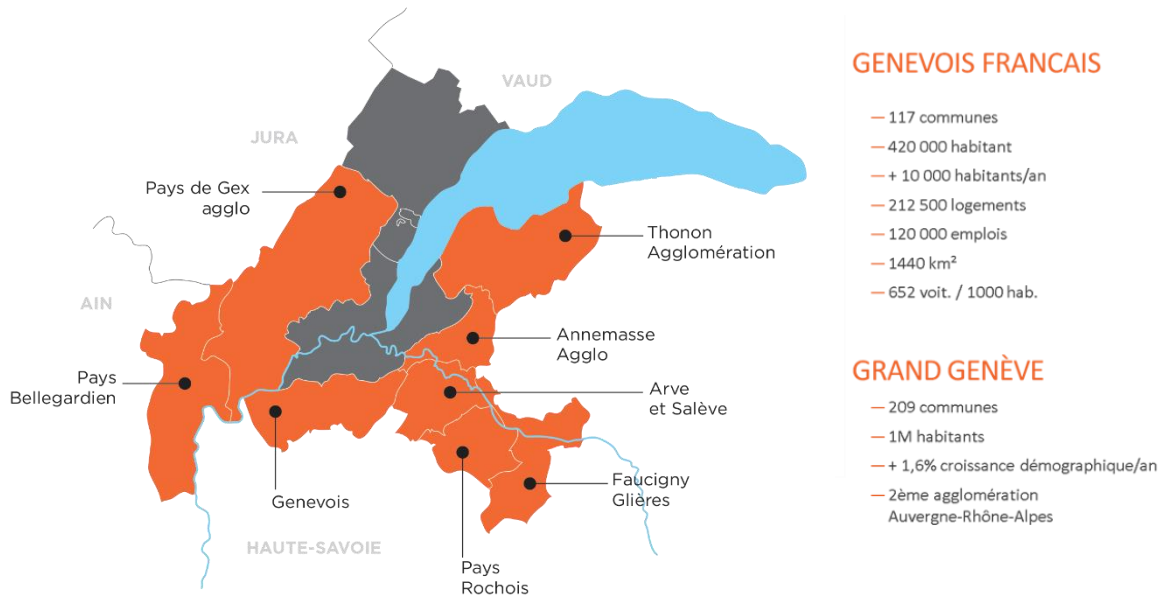 VAUD
JURA
Pays de Gex
agglo
Thonon
Agglomération
AIN
Annemasse
Agglo
Pays
Bellegardien
Arve
et Salève
Genevois
Faucigny
Glières
HAUTE-SAVOIE
Pays
Rochois
GENEVOIS FRANCAIS
— 117 communes
— 420 000 habitant
— + 10 000 habitants/an
— 212 500 logements
— 120 000 emplois
— 1440 km²
— 652 voit. / 1000 hab.
GRAND GENÈVE
— 209 communes
— 1M habitants
— + 1,6% croissance démographique/an
— 2ème agglomération
Auvergne-Rhône-Alpes